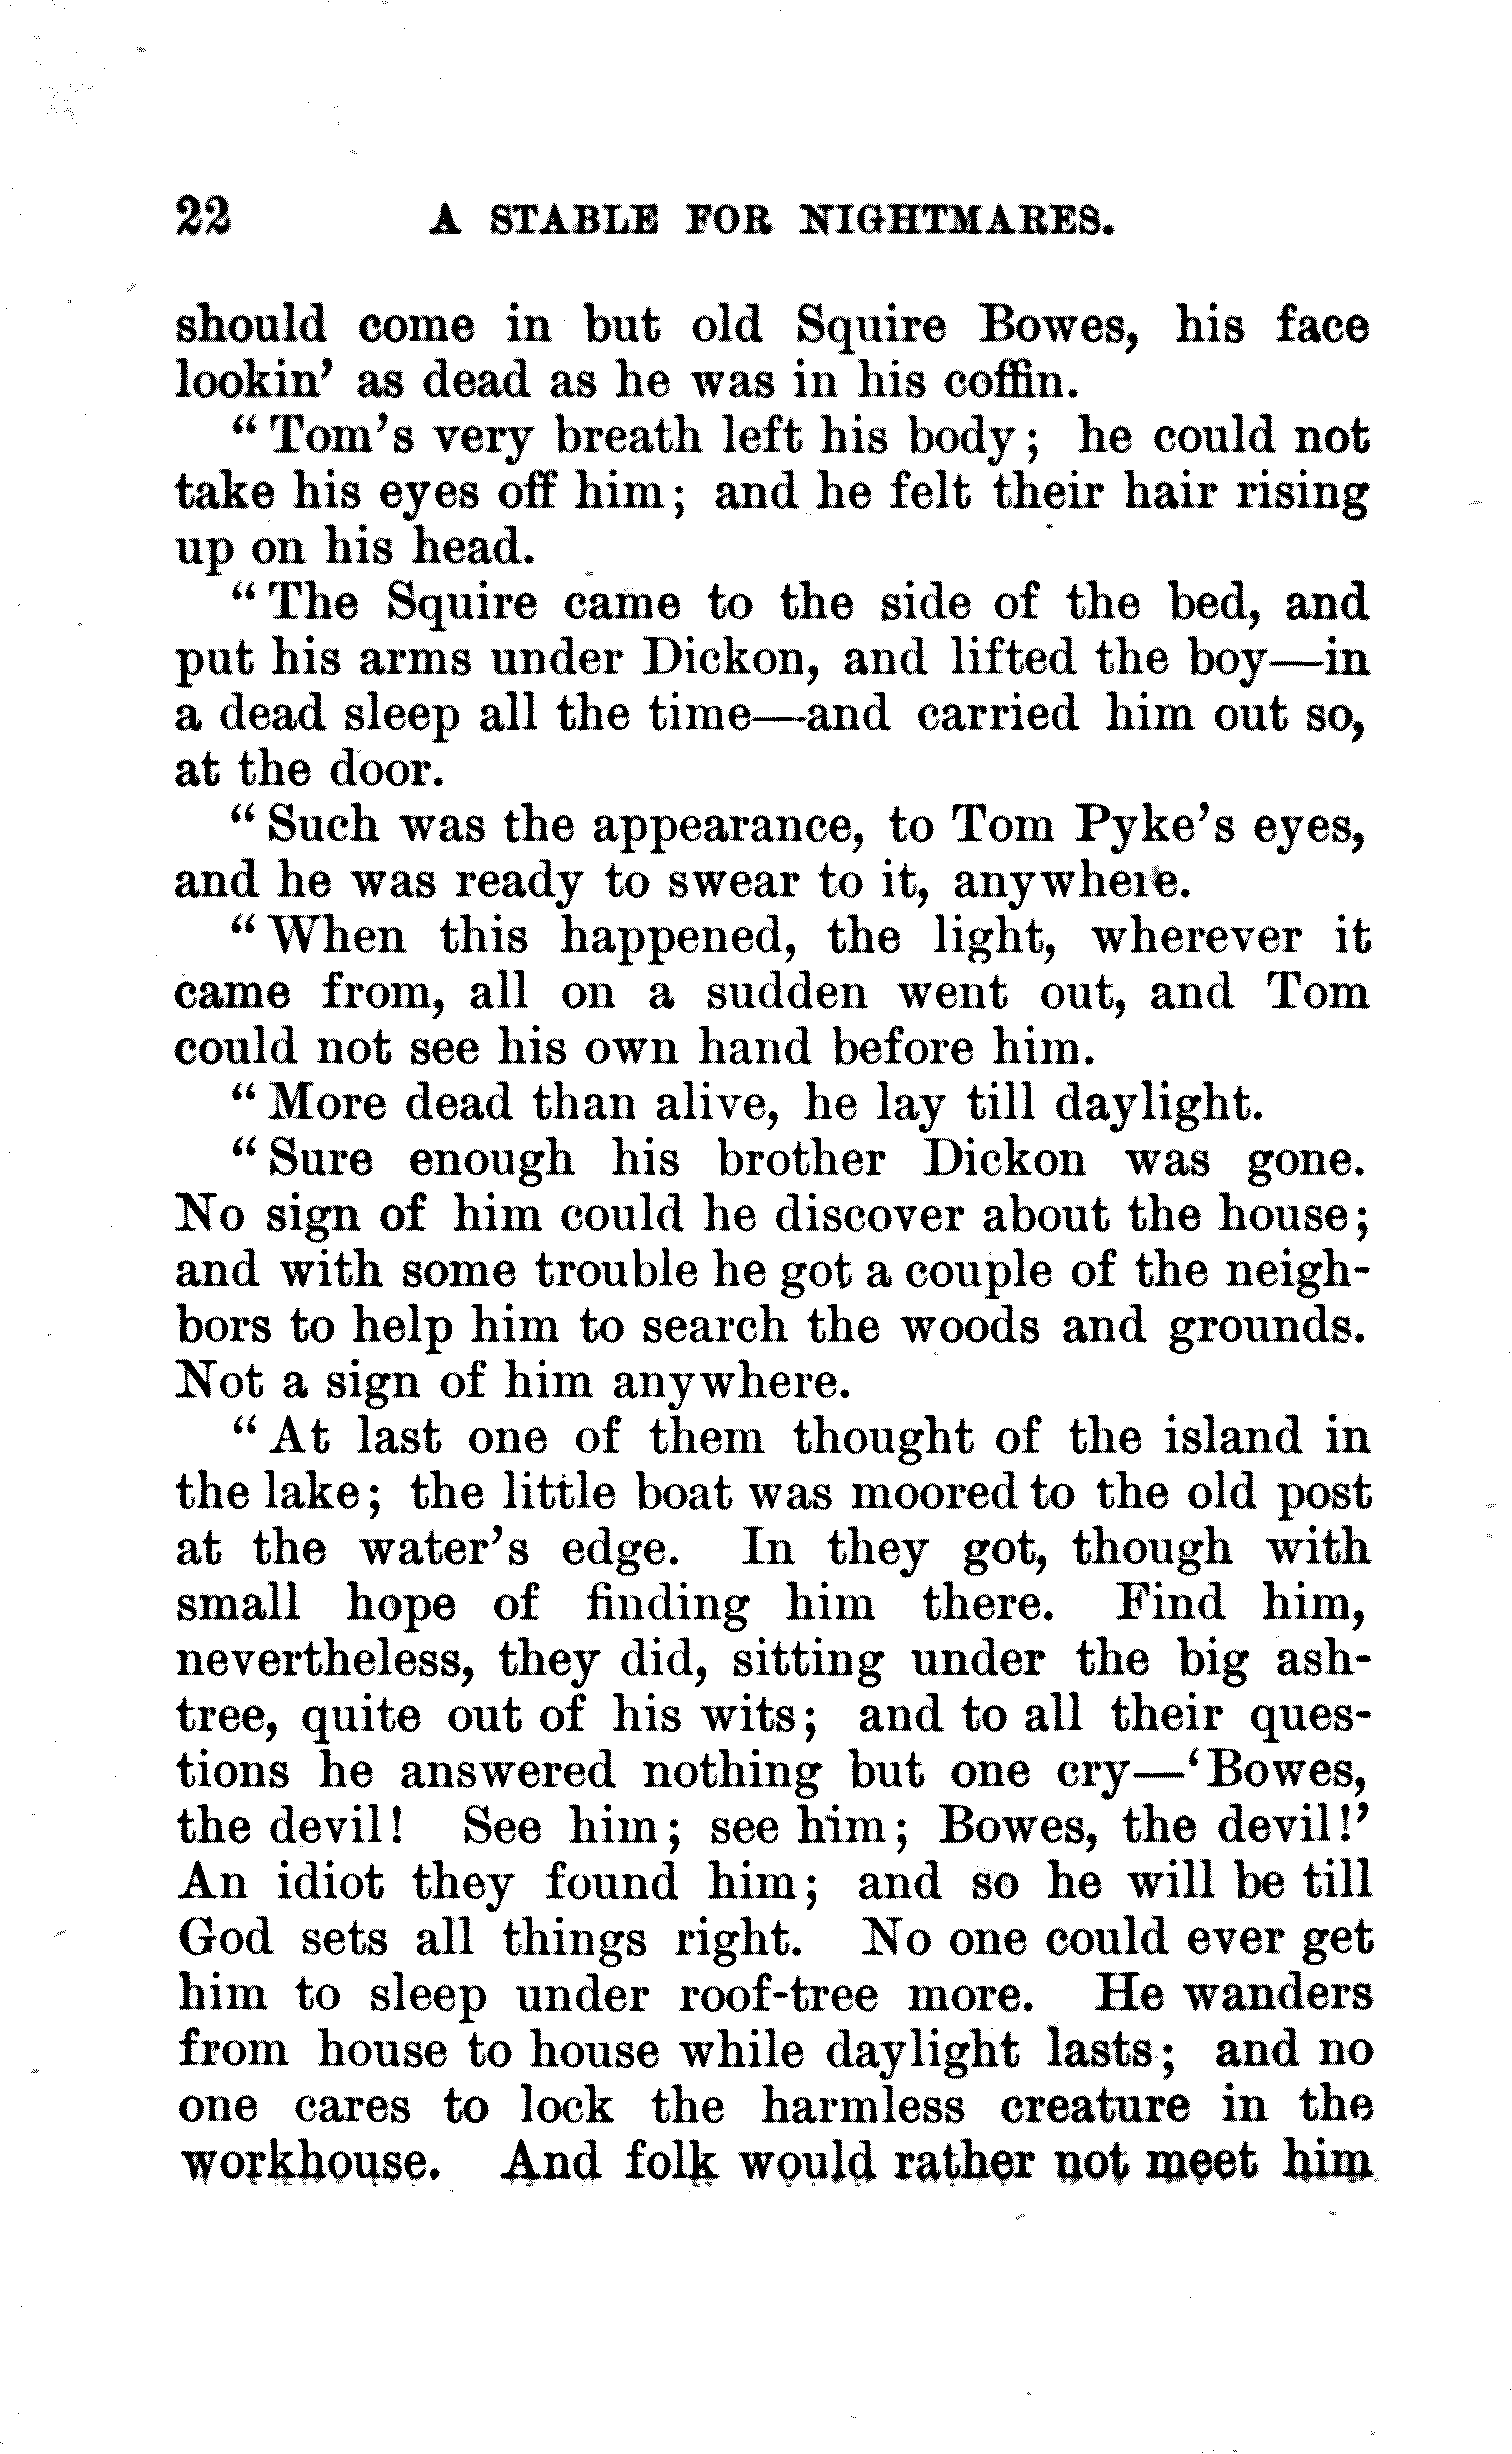 22 A STABLE FOR NIGHTMARES.
should come in but old Squire Bowes, his face
lookin' as dead as he was in his coffin.
“Tom's very breath left his body; he could not
take his eyes off him; and he felt their hair rising
up on his head.
“The Squire came to the side of the bed, and
put his arms under Dickon, and lifted the boy—in
a dead sleep all the time—and carried him out so,
at the door.
“Such was the appearance, to Tom Pyke's eyes,
and he was ready to swear to it, anywhere.
“When this happened, the light, wherever it
came from, all on a sudden went out, and Tom
could not see his own hand before him.
“More dead than alive, he lay till daylight.
“Sure enough his brother Dickon was gone.
No sign of him could he discover about the house;
and with some trouble he got a couple of the neigh-
bors to help him to search the woods and grounds.
Not a sign of him anywhere.
“At last one of them thought of the island in
the lake; the little boat was moored to the old post
at the water's edge. In they got, though with
small hope of finding him there. Find him,
nevertheless, they did, sitting under the big ash-
tree, quite out of his wits; and to all their ques-
tions he answered nothing but one cry—‘Bowes,
the devil! See him; see him; Bowes, the devil!’
An idiot they found him; and so he will be till
God sets all things right. No one could ever get
him to sleep under roof-tree more. He wanders
from house to house while daylight lasts; and no
one cares to lock the harmless creature in the
workhouse. And folk would rather not meet him